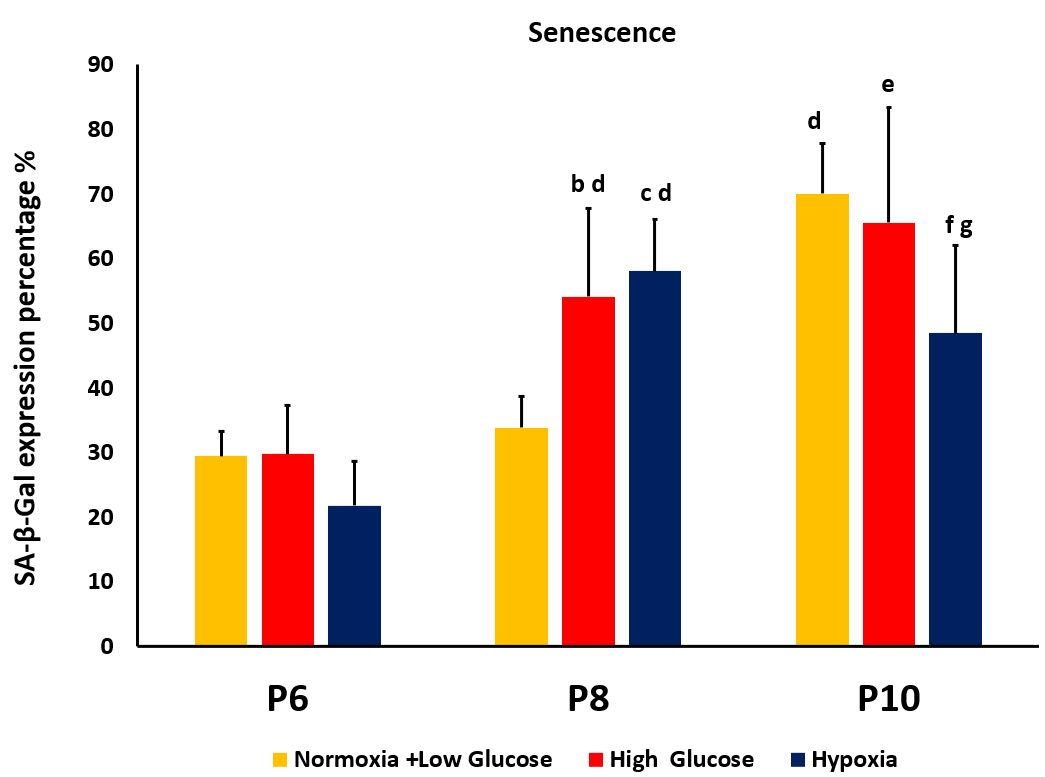 Senescence
SA-β-Gal expression percentage %
90
80
70
60
50
40
30
20
10
0
b d
c d
d
e
f g
P6
P8
P10
Normoxia +Low Glucose
High Glucose
Hypoxia